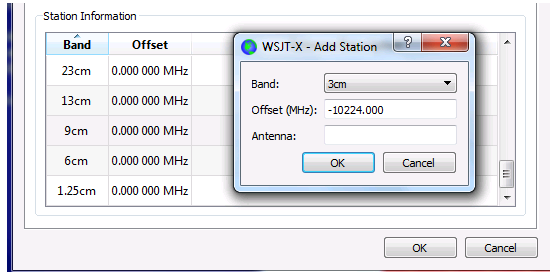 Station Information
Band Offset
23cm 0.000 000 MHz
13cm 0.000 000 MHz
9cm 0.000 000 MHz
6cm 0.000 000 MHz
1.25cm 0.000 000 MHz
WSJT-X - Add Station
Band: 3cm
Offset (MHz): -10224.000
Antenna:
OK Cancel
OK Cancel